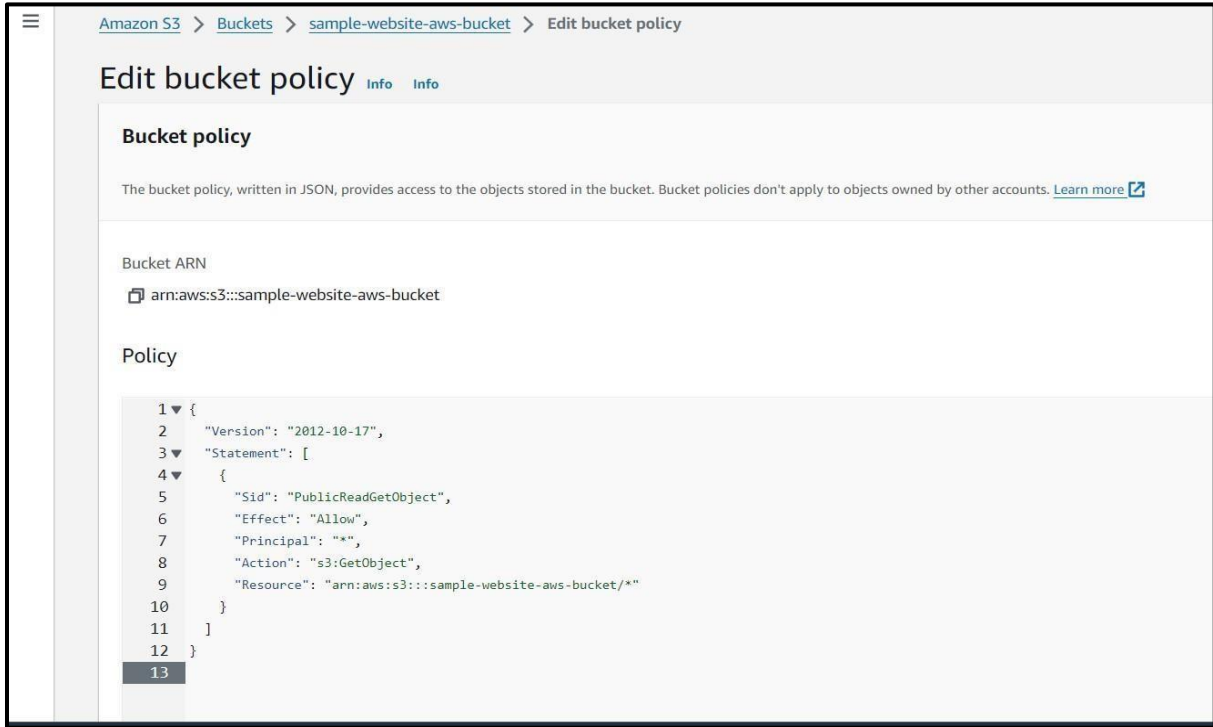 Amazon S3 > Buckets > sample-website-aws-bucket > Edit bucket policy
Edit bucket policy Info Info
Bucket policy
The bucket policy, written in JSON, provides access to the objects stored in the bucket. Bucket policies don't apply to objects owned by other accounts. Learn more
Bucket ARN
arn:aws:s3:::sample-website-aws-bucket
Policy
1 {
2 "Version": "2012-10-17",
3 "Statement": [
4 {
5 "Sid": "PublicReadGetObject",
6 "Effect": "Allow",
7 "Principal": "*",
8 "Action": "s3:GetObject",
9 "Resource": "arn:aws:s3:::sample-website-aws-bucket/*"
10 }
11 ]
12 }
13